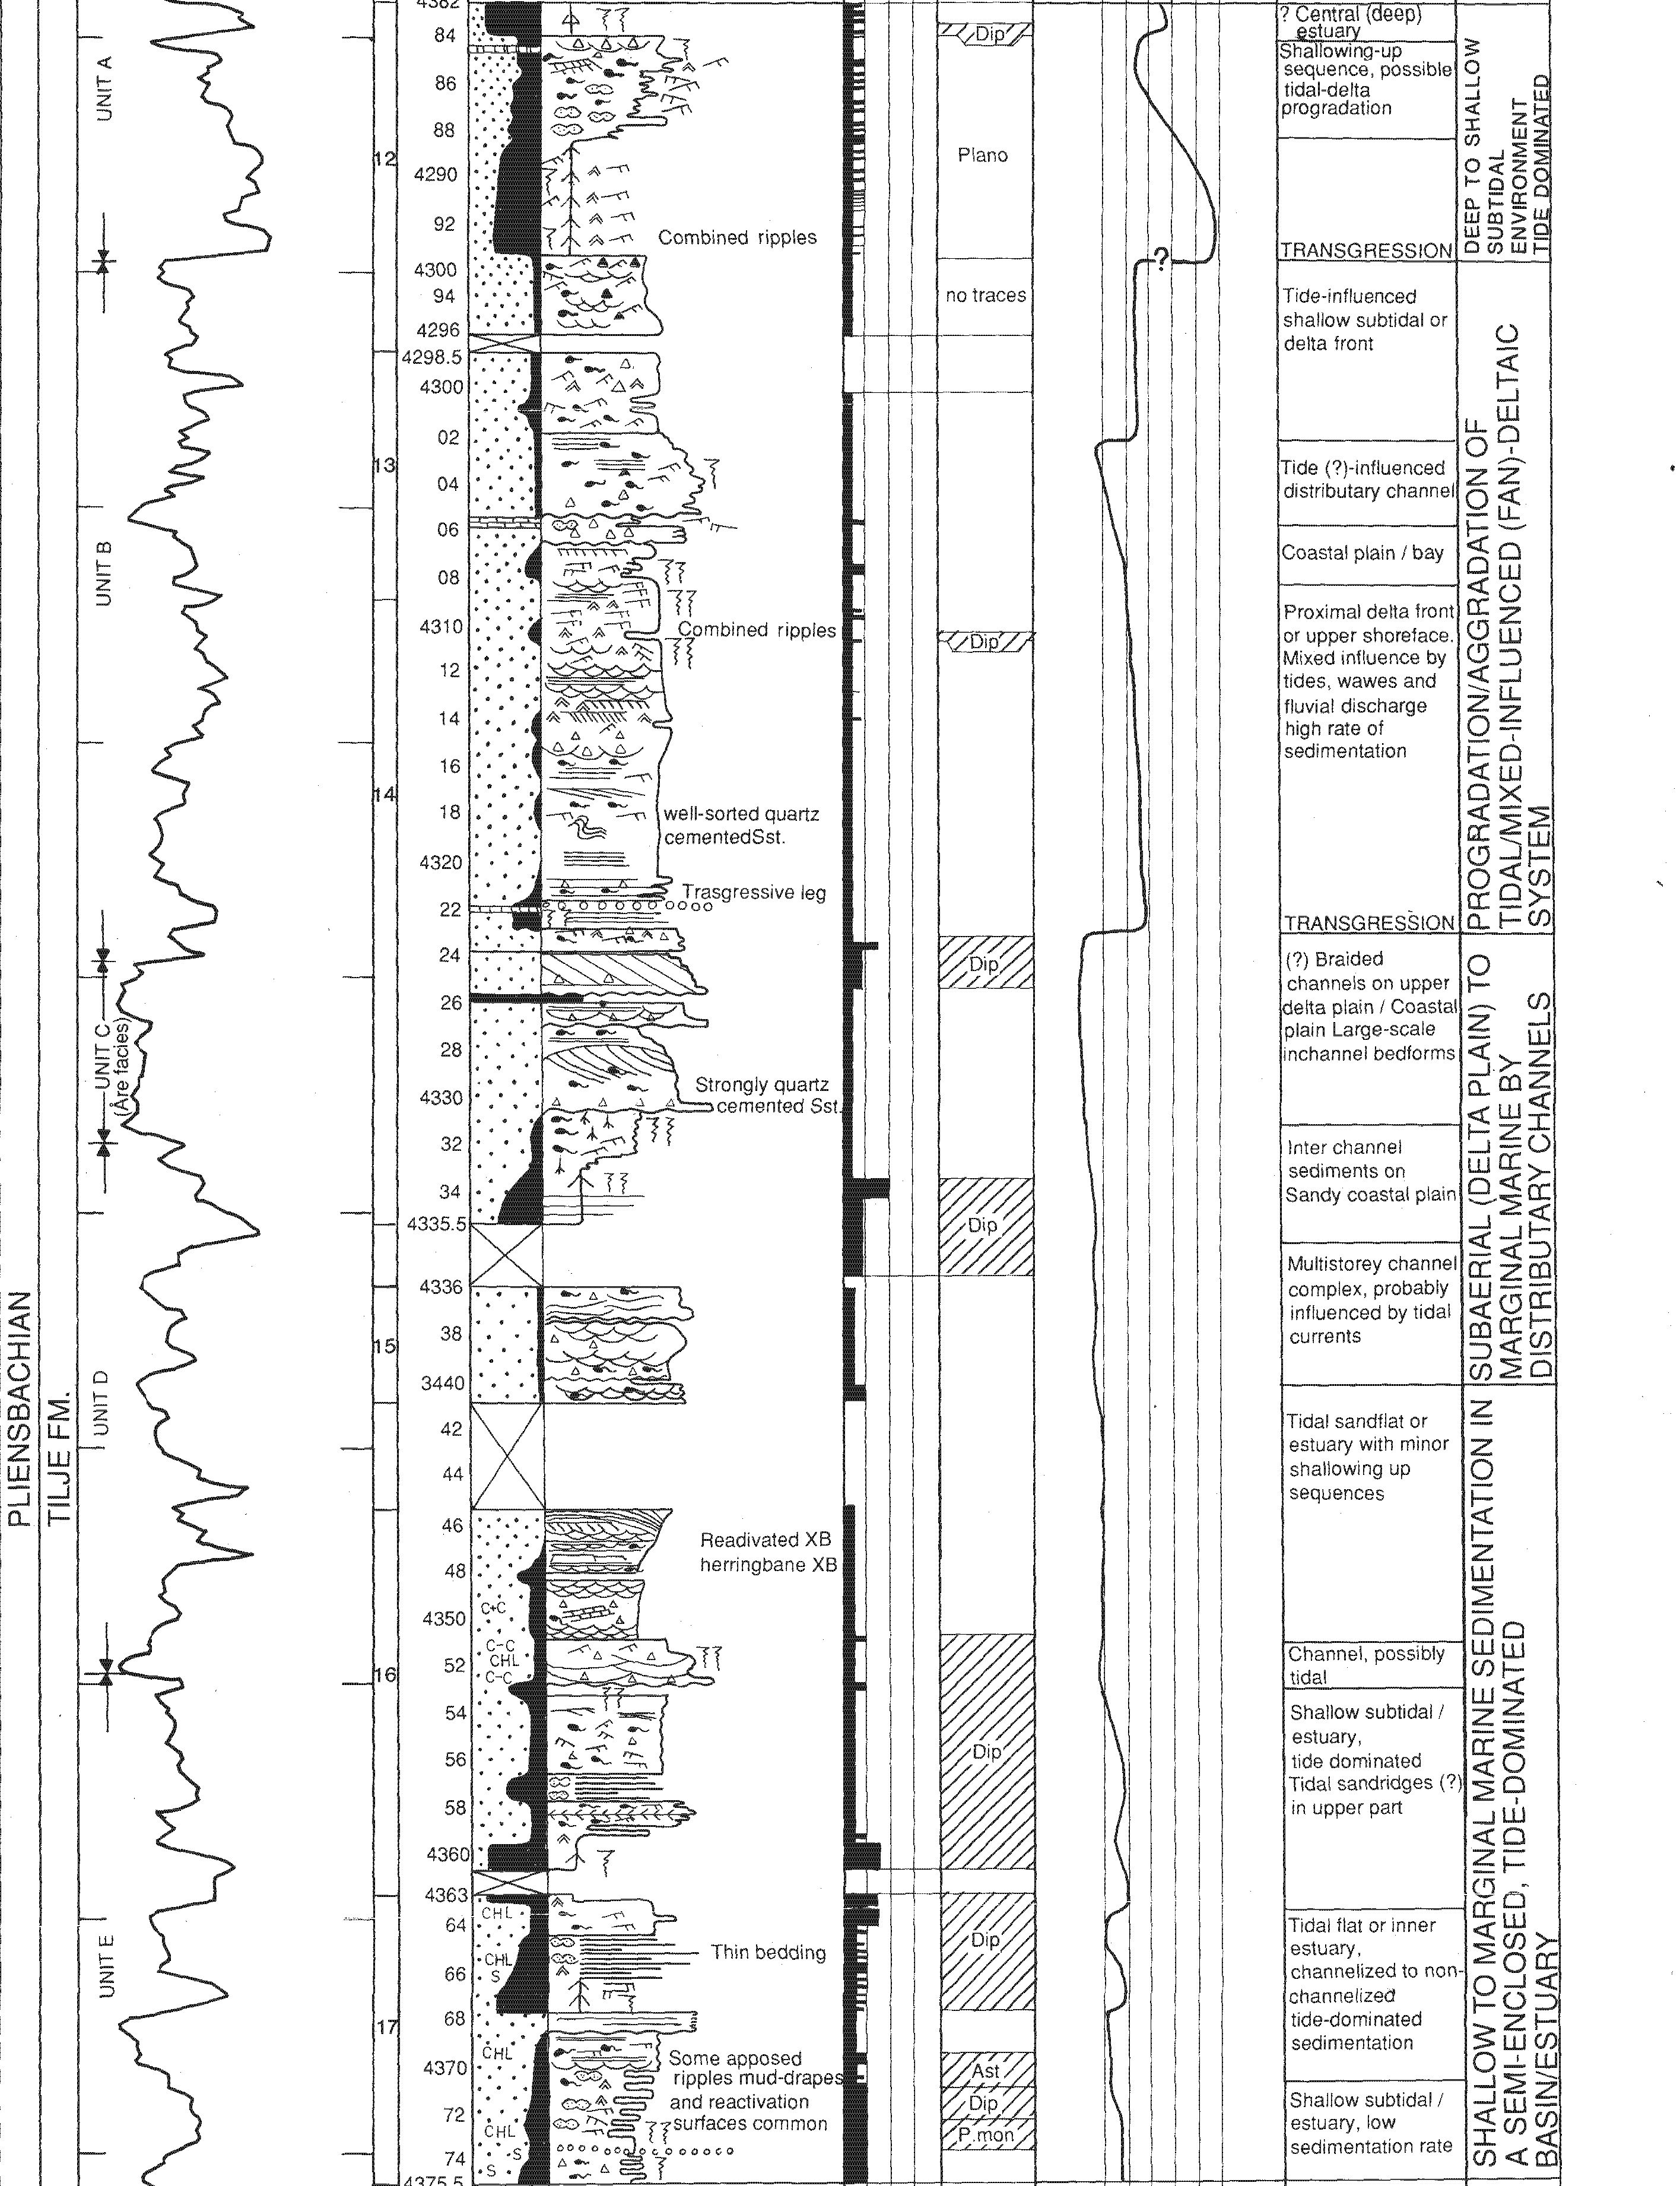 PLIENSBACHIAN
TILJE FM.
UNIT A
UNIT B
UNIT C
(Åre facies)
UNIT D
UNIT E
12
13
14
15
16
17
4382
84
86
88
4290
92
4300
94
4296
4298.5
4300
02
04
06
08
4310
12
14
16
18
4320
22
24
26
28
4330
32
34
4335.5
4336
38
3440
42
44
46
48
4350
52
54
56
58
4360
4363
64
66
68
4370
72
74
4375.5
C+C
C-C
CHL
C-C
CHL
CHL
S
CHL
CHL
S
S
Combined ripples
Combined ripples
well-sorted quartz
cementedSst.
Trasgressive leg
Strongly quartz
cemented Sst.
Readivated XB
herringbane XB
Thin bedding
Some apposed
ripples mud-drapes
and reactivation
surfaces common
Dip
Plano
no traces
Dip
Dip
Dip
Dip
Dip
Ast
Dip
P.mon
?
? Central (deep)
estuary
Shallowing-up
sequence, possible
tidal-delta
progradation
TRANSGRESSION
Tide-influenced
shallow subtidal or
delta front
Tide (?)-influenced
distributary channel
Coastal plain / bay
Proximal delta front
or upper shoreface.
Mixed influence by
tides, wawes and
fluvial discharge
high rate of
sedimentation
TRANSGRESSION
(?) Braided
channels on upper
delta plain / Coastal
plain Large-scale
inchannel bedforms
Inter channel
sediments on
Sandy coastal plain
Multistorey channel
complex, probably
influenced by tidal
currents
Tidal sandflat or
estuary with minor
shallowing up
sequences
Channel, possibly
tidal
Shallow subtidal /
estuary,
tide dominated
Tidal sandridges (?)
in upper part
Tidal flat or inner
estuary,
channelized to non-
channelized
tide-dominated
sedimentation
Shallow subtidal /
estuary, low
sedimentation rate
DEEP TO SHALLOW
SUBTIDAL
ENVIRONMENT
TIDE DOMINATED
PROGRADATION/AGGRADATION OF
TIDAL/MIXED-INFLUENCED (FAN)-DELTAIC
SYSTEM
SUBAERIAL (DELTA PLAIN) TO
MARGINAL MARINE BY
DISTRIBUTARY CHANNELS
SHALLOW TO MARGINAL MARINE SEDIMENTATION IN
A SEMI-ENCLOSED, TIDE-DOMINATED
BASIN/ESTUARY